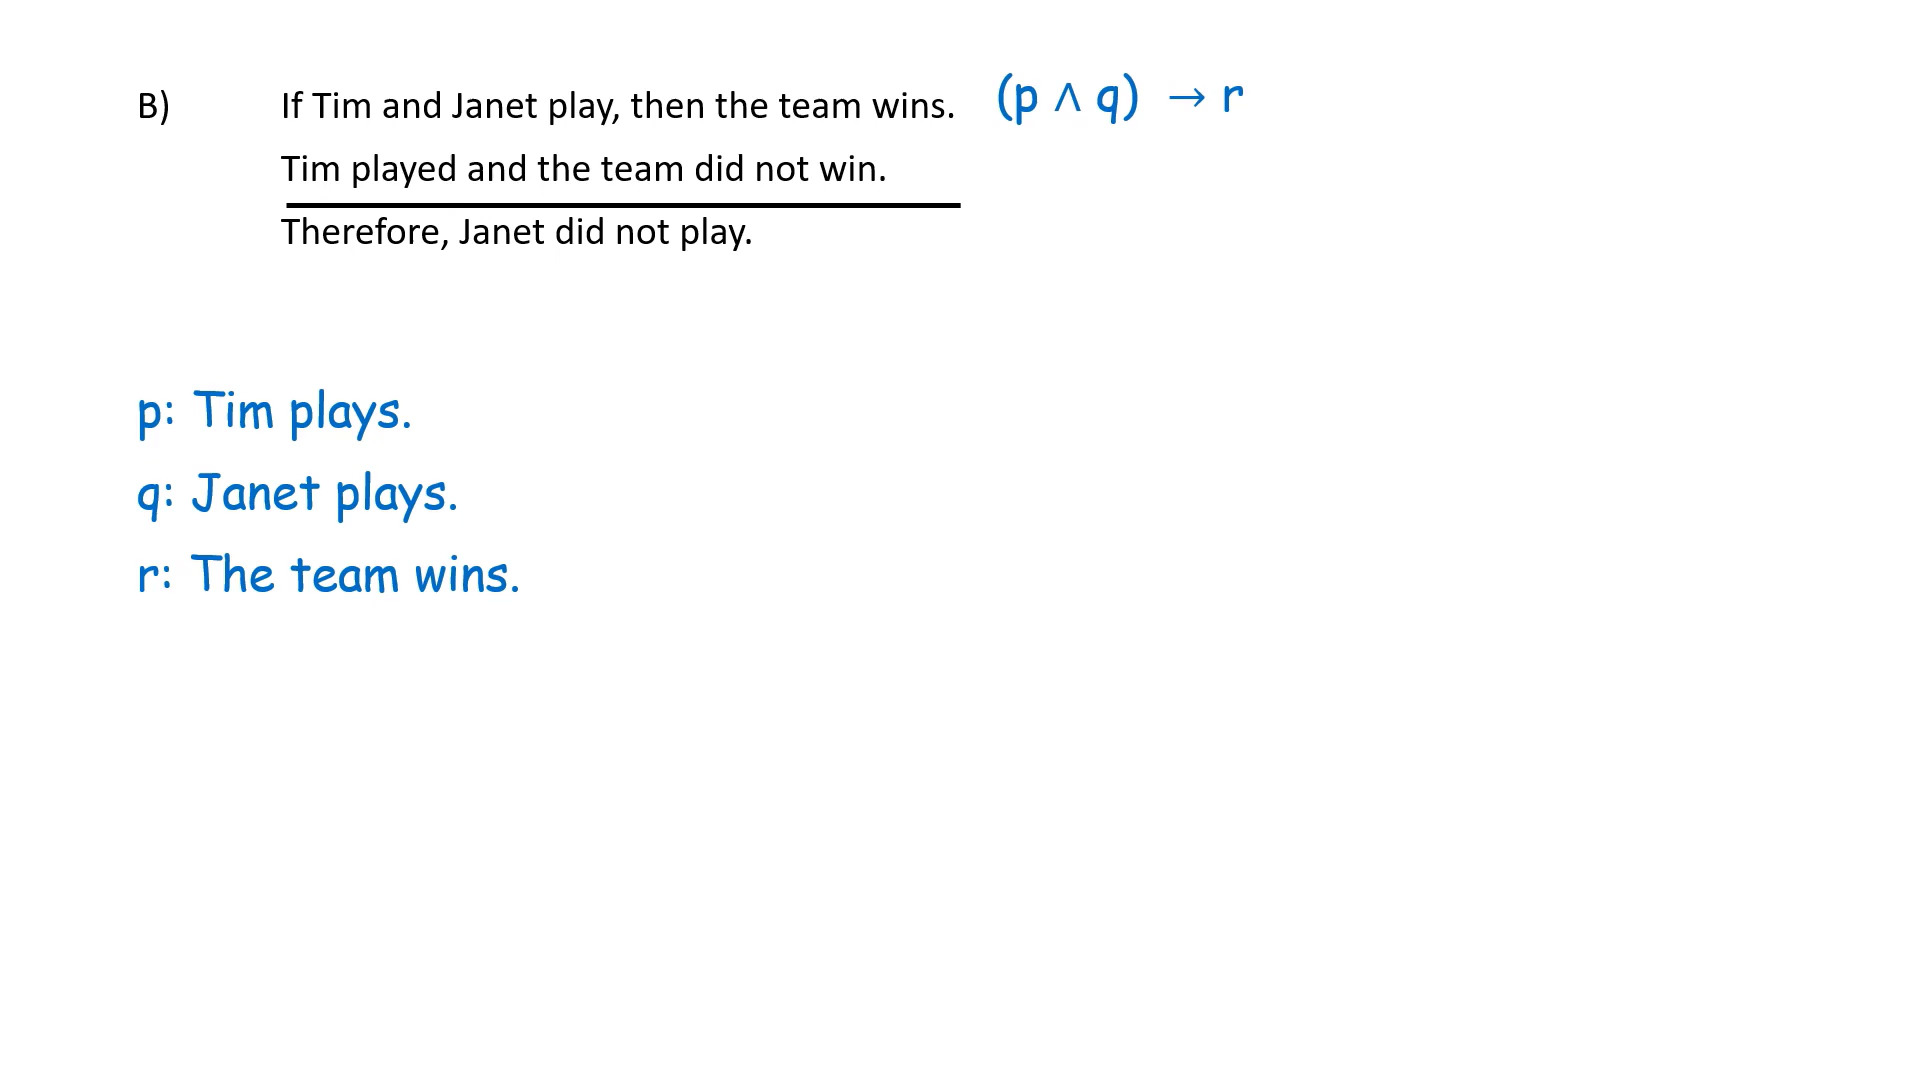 B) If Tim and Janet play, then the team wins. (p ∧ q) → r
Tim played and the team did not win.
Therefore, Janet did not play.
p: Tim plays.
q: Janet plays.
r: The team wins.